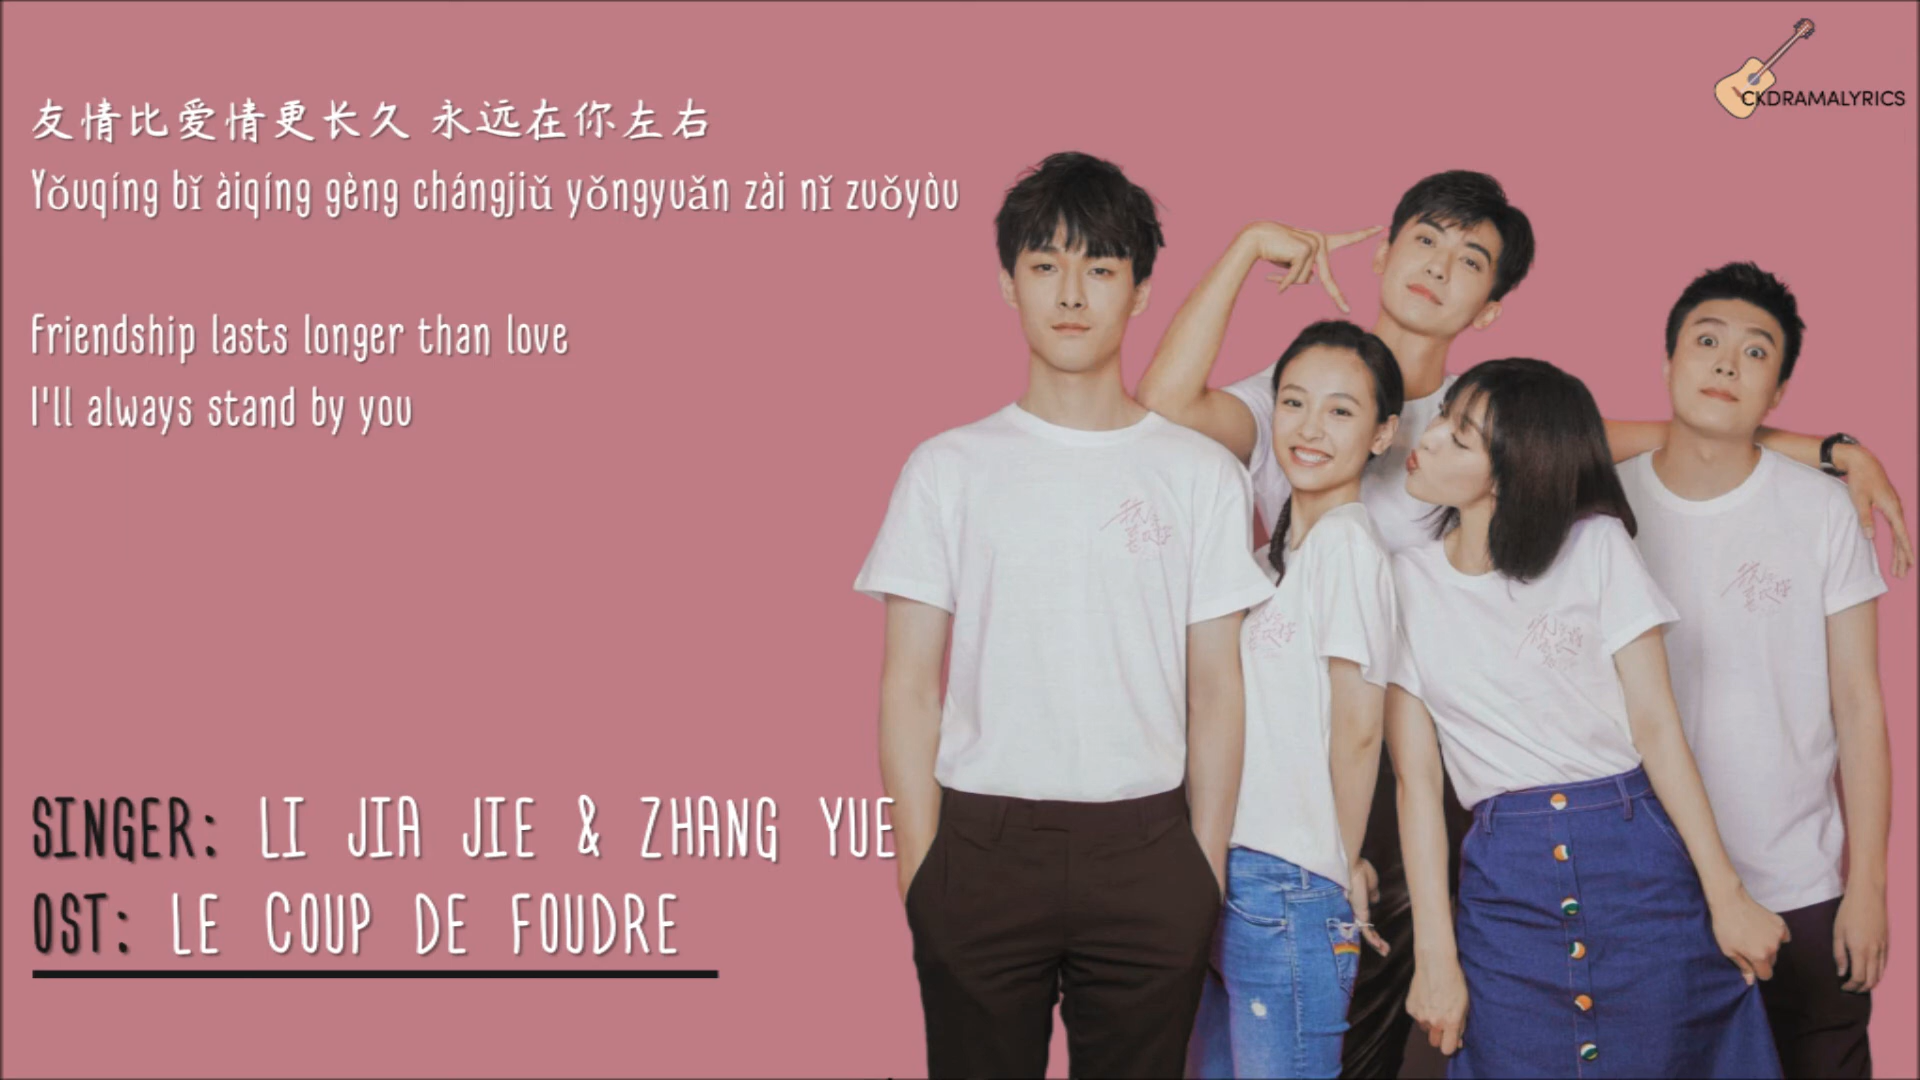 友情比爱情更长久 永远在你左右
Yǒuqíng bǐ àiqíng gèng chángjiǔ yǒngyuǎn zài nǐ zuǒyòu
Friendship lasts longer than love
I'll always stand by you
SINGER: LI JIA JIE & ZHANG YUE
OST: LE COUP DE FOUDRE
CKDRAMALYRICS